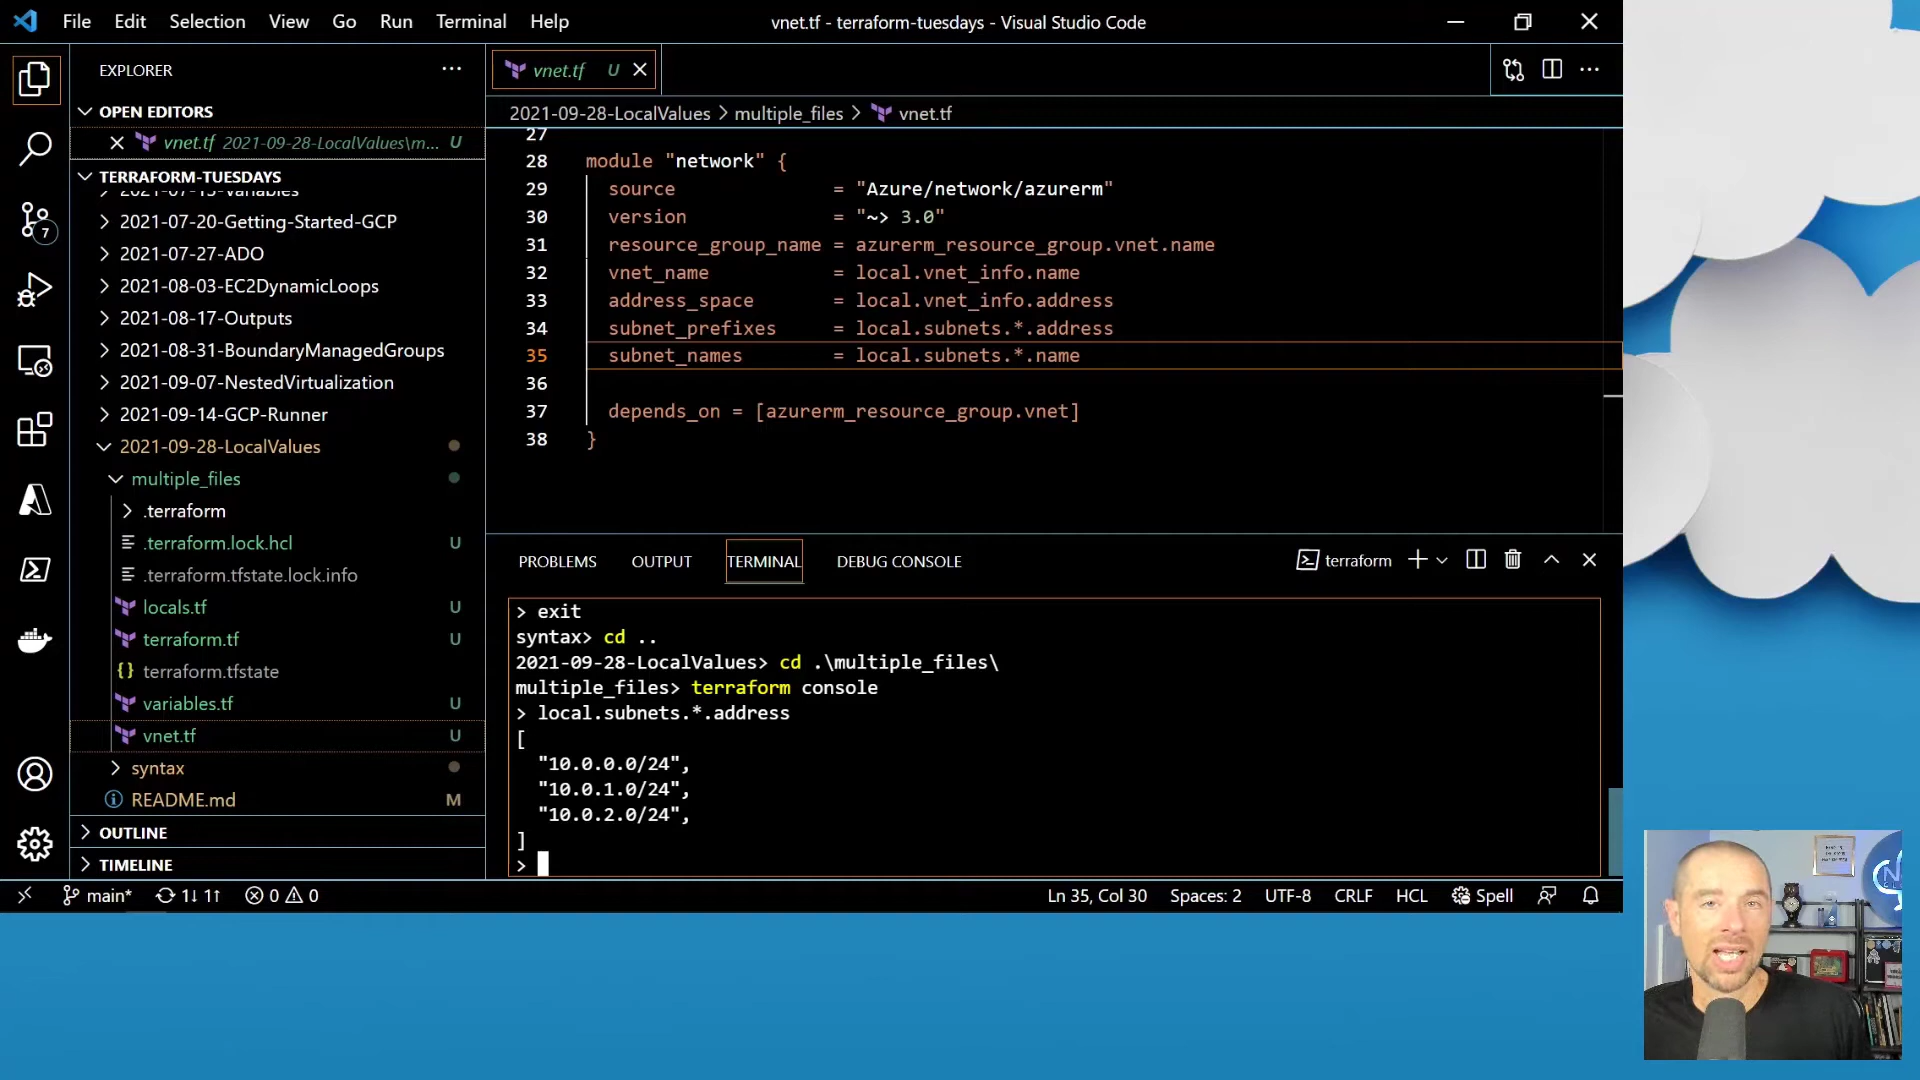 File Edit Selection View Go Run Terminal Help
vnet.tf - terraform-tuesdays - Visual Studio Code
EXPLORER
OPEN EDITORS
vnet.tf 2021-09-28-LocalValues\m... U
TERRAFORM-TUESDAYS
2021-07-13-Variables
2021-07-20-Getting-Started-GCP
2021-07-27-ADO
2021-08-03-EC2DynamicLoops
2021-08-17-Outputs
2021-08-31-BoundaryManagedGroups
2021-09-07-NestedVirtualization
2021-09-14-GCP-Runner
2021-09-28-LocalValues
multiple_files
.terraform
.terraform.lock.hcl U
.terraform.tfstate.lock.info
locals.tf U
terraform.tf U
{} terraform.tfstate
variables.tf U
vnet.tf U
syntax
README.md M
OUTLINE
TIMELINE
7
vnet.tf U
2021-09-28-LocalValues > multiple_files > vnet.tf
27
28 module "network" {
29 source = "Azure/network/azurerm"
30 version = "~> 3.0"
31 resource_group_name = azurerm_resource_group.vnet.name
32 vnet_name = local.vnet_info.name
33 address_space = local.vnet_info.address
34 subnet_prefixes = local.subnets.*.address
35 subnet_names = local.subnets.*.name
36
37 depends_on = [azurerm_resource_group.vnet]
38 }
PROBLEMS OUTPUT TERMINAL DEBUG CONSOLE
terraform
> exit
syntax> cd ..
2021-09-28-LocalValues> cd .\multiple_files\
multiple_files> terraform console
> local.subnets.*.address
[
"10.0.0.0/24",
"10.0.1.0/24",
"10.0.2.0/24",
]
>
main* 1↓ 1↑ 0 0
Ln 35, Col 30 Spaces: 2 UTF-8 CRLF HCL Spell